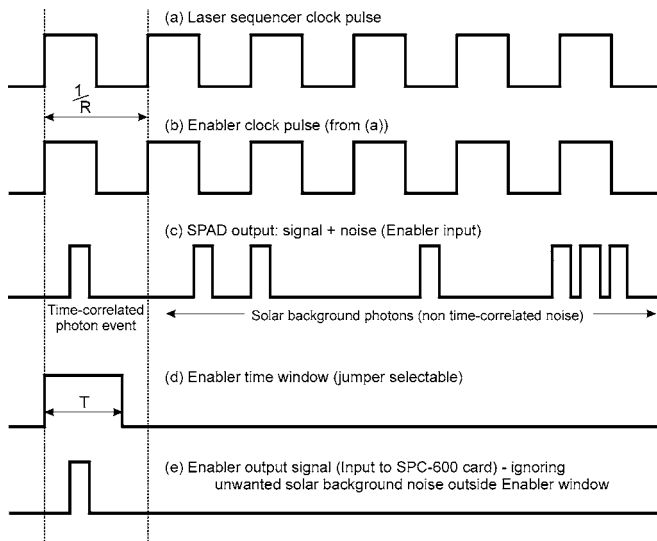 (a) Laser sequencer clock pulse
1
R
(b) Enabler clock pulse (from (a))
(c) SPAD output: signal + noise (Enabler input)
Time-correlated
photon event
Solar background photons (non time-correlated noise)
(d) Enabler time window (jumper selectable)
T
(e) Enabler output signal (Input to SPC-600 card) - ignoring
unwanted solar background noise outside Enabler window